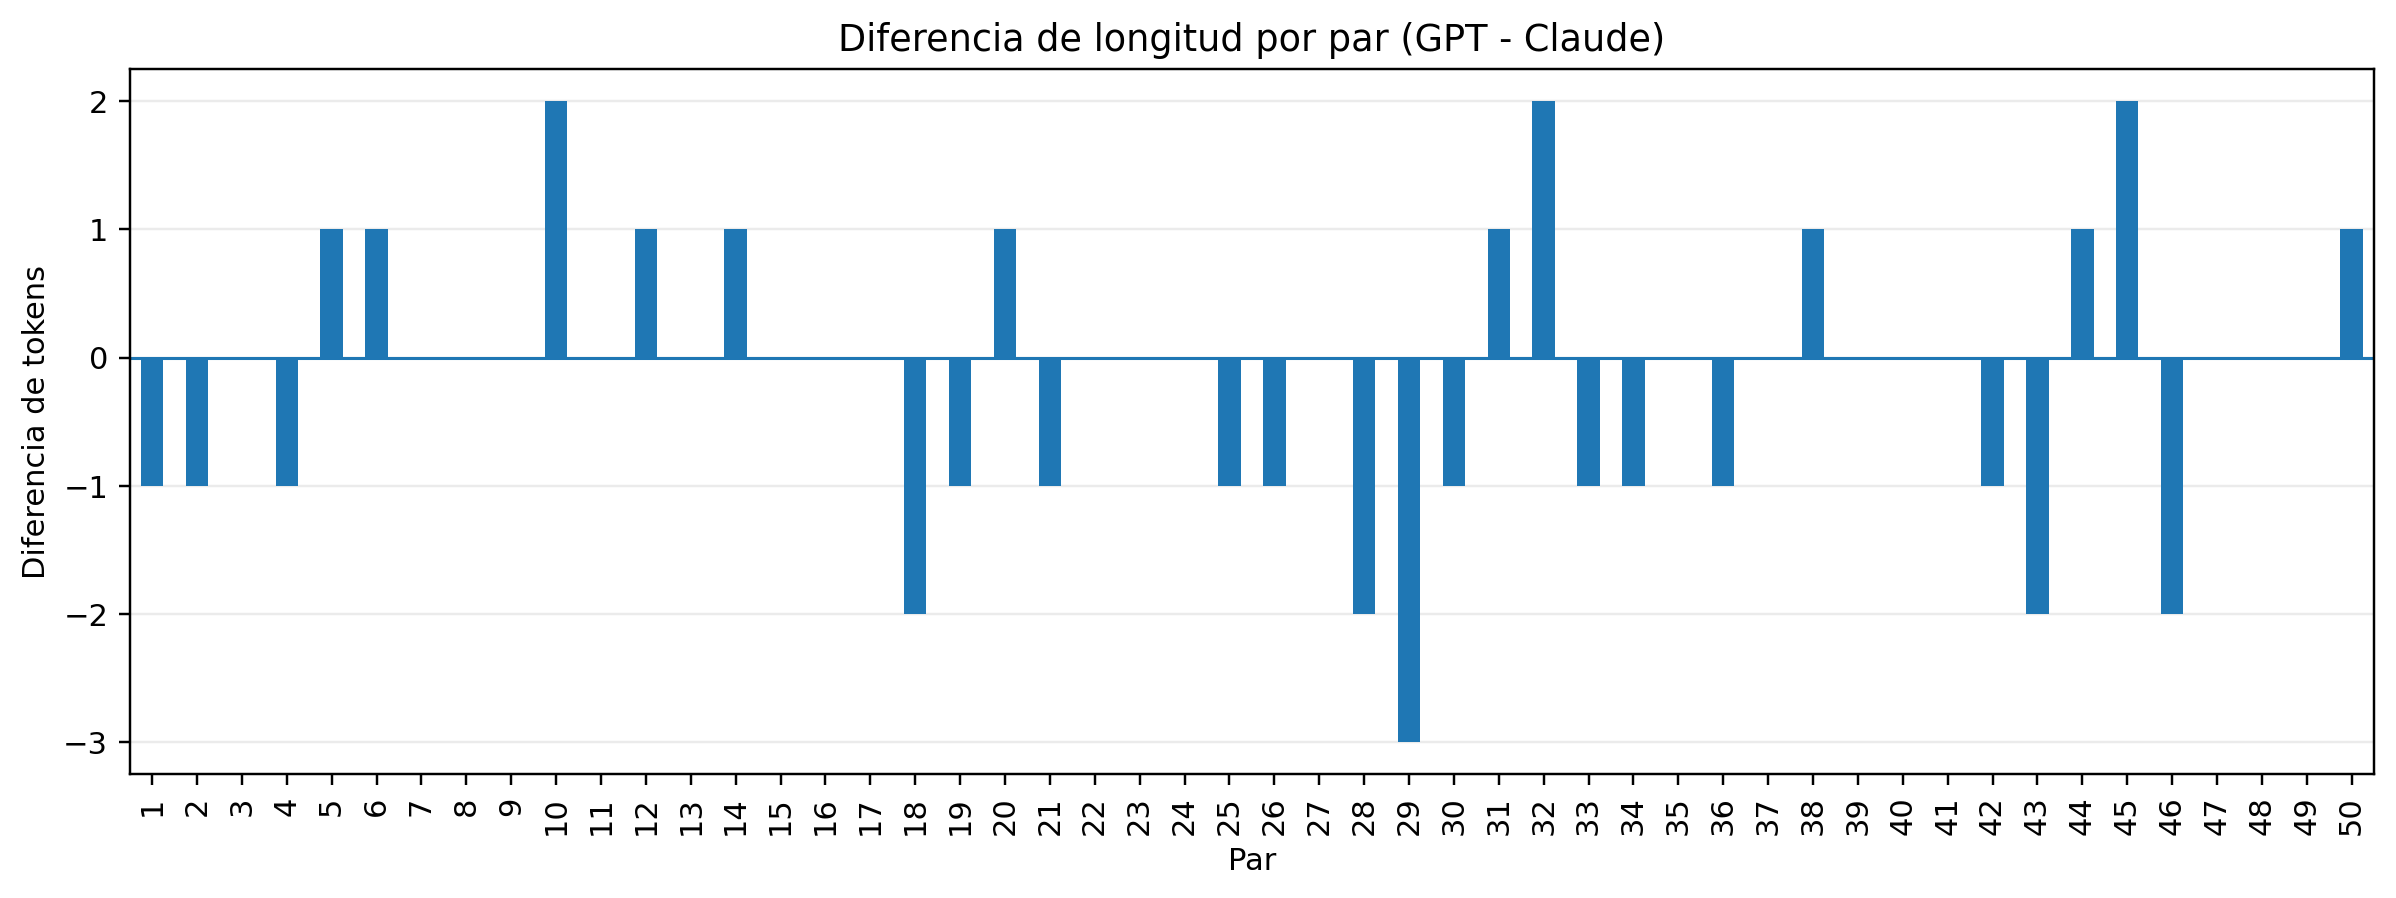 Diferencia de longitud por par (GPT - Claude)
Diferencia de tokens
2
1
0
−1
−2
−3
1 2 3 4 5 6 7 8 9 10 11 12 13 14 15 16 17 18 19 20 21 22 23 24 25 26 27 28 29 30 31 32 33 34 35 36 37 38 39 40 41 42 43 44 45 46 47 48 49 50
Par